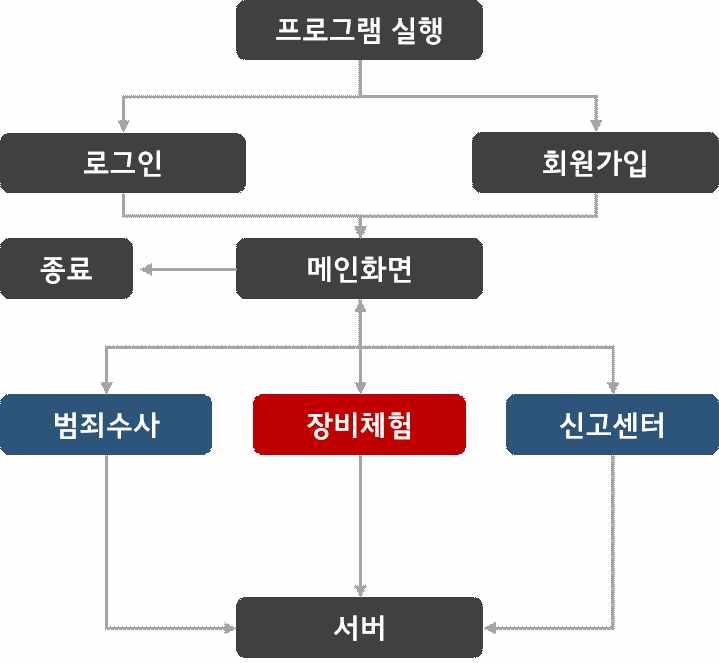 프로그램 실행
로그인
회원가입
종료
메인화면
범죄수사
장비체험
신고센터
서버